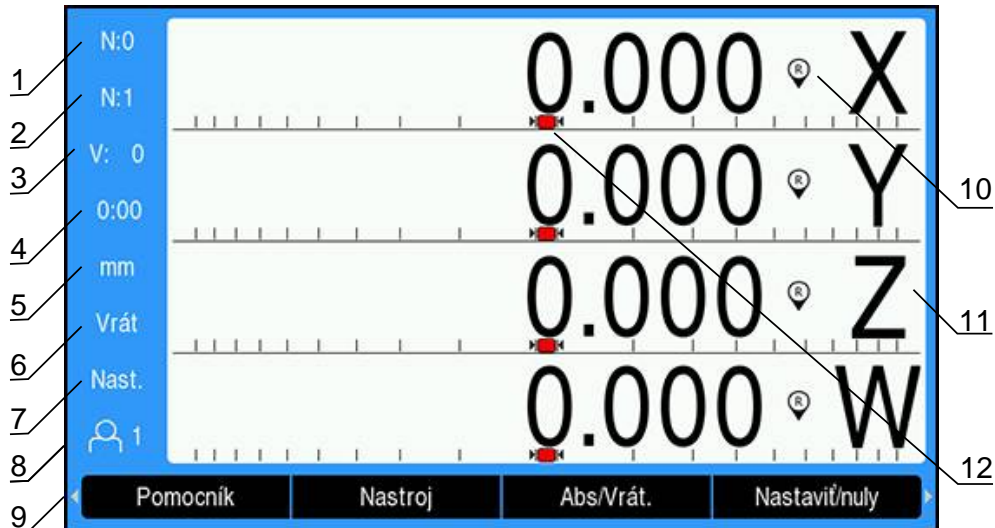 N:0
N:1
V: 0
0:00
mm
Vrát
Nast.
1
0.000 R X
0.000 R Y
0.000 R Z
0.000 R W
Pomocník Nastroj Abs/Vrát. Nastaviť/nuly
1
2
3
4
5
6
7
8
9
10
11
12